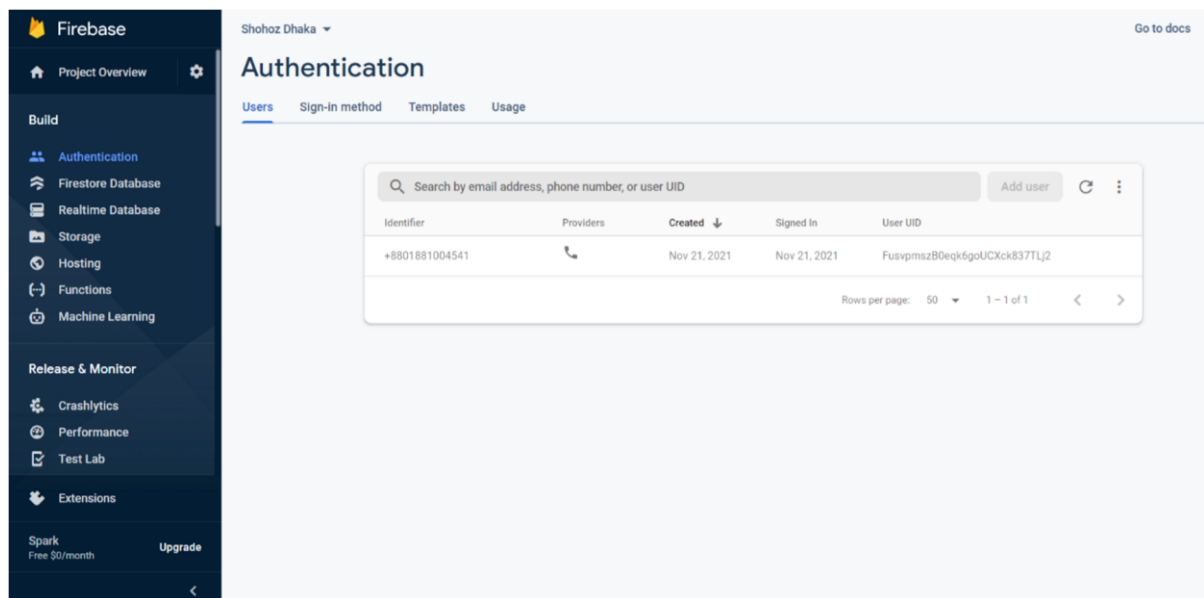 Firebase
Project Overview
Build
Authentication
Firestore Database
Realtime Database
Storage
Hosting
Functions
Machine Learning
Release & Monitor
Crashlytics
Performance
Test Lab
Extensions
Spark
Free $0/month
Upgrade
Shohoz Dhaka
Go to docs
Authentication
Users Sign-in method Templates Usage
Search by email address, phone number, or user UID
Add user
Identifier Providers Created Signed In User UID
+8801881004541 Nov 21, 2021 Nov 21, 2021 FusvpmszB0eqk6goUCXck837TLj2
Rows per page: 50 1 – 1 of 1